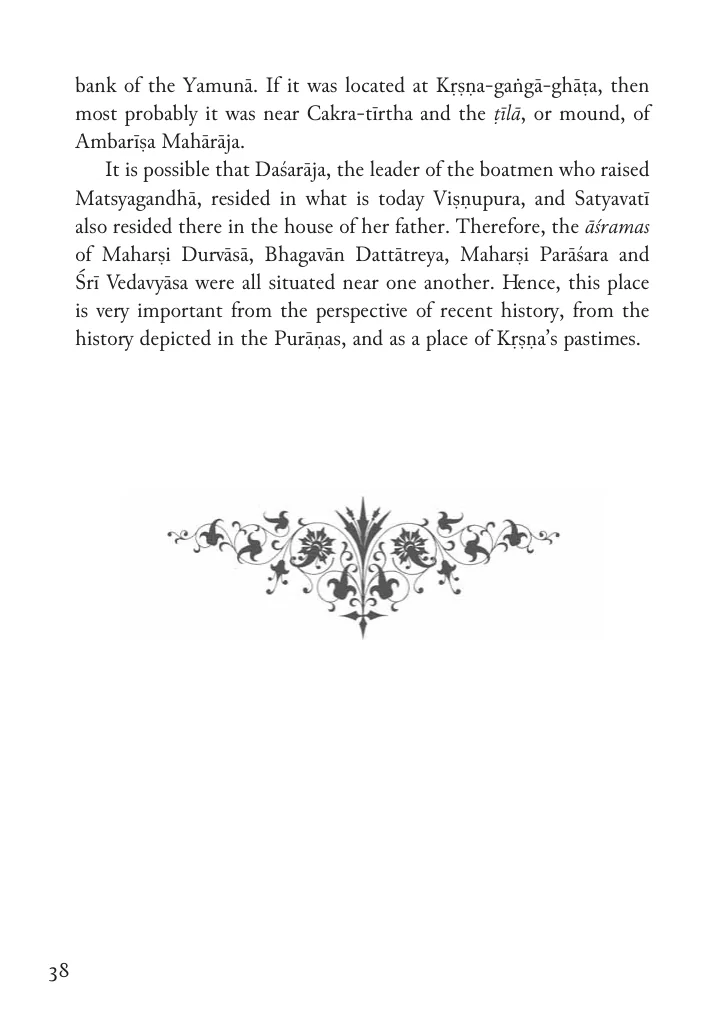 bank of the Yamunā. If it was located at Kṛṣṇa-gaṅgā-ghāṭa, then
most probably it was near Cakra-tīrtha and the ṭīlā, or mound, of
Ambarīṣa Mahārāja.
It is possible that Daśarāja, the leader of the boatmen who raised
Matsyagandhā, resided in what is today Viṣṇupura, and Satyavatī
also resided there in the house of her father. Therefore, the āśramas
of Maharṣi Durvāsā, Bhagavān Dattātreya, Maharṣi Parāśara and
Śrī Vedavyāsa were all situated near one another. Hence, this place
is very important from the perspective of recent history, from the
history depicted in the Purāṇas, and as a place of Kṛṣṇa’s pastimes.
38